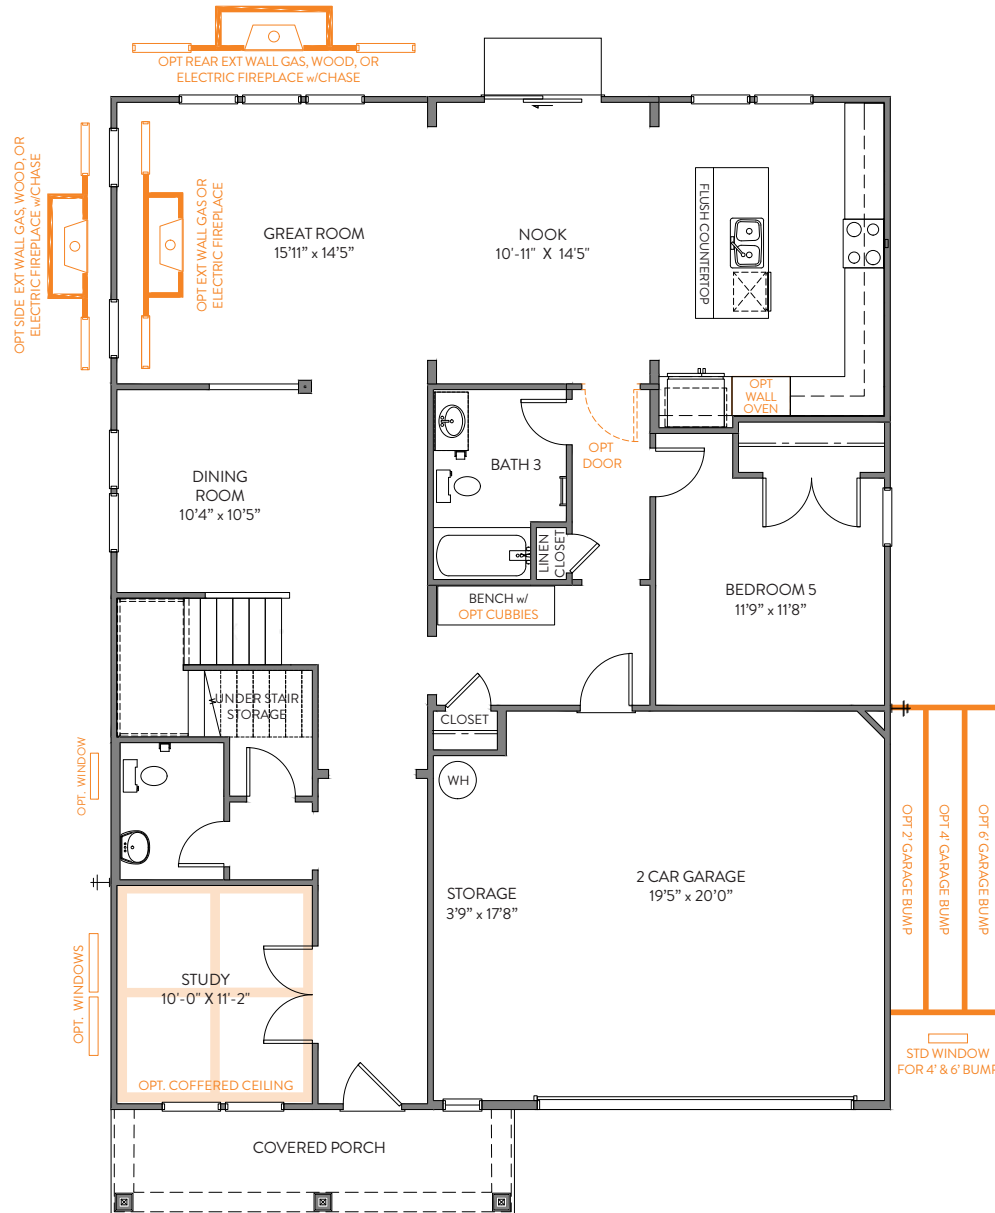 OPT REAR EXT WALL GAS, WOOD, OR
ELECTRIC FIREPLACE w/CHASE
OPT SIDE EXT WALL GAS, WOOD, OR
ELECTRIC FIREPLACE w/CHASE
OPT EXT WALL GAS OR
ELECTRIC FIREPLACE
GREAT ROOM
15'11" x 14'5"
NOOK
10'-11" X 14'5"
FLUSH COUNTERTOP
OPT
WALL
OVEN
DINING
ROOM
10'4" x 10'5"
BATH 3
OPT
DOOR
LINEN
CLOSET
BENCH w/
OPT CUBBIES
BEDROOM 5
11'9" x 11'8"
UNDER STAIR
STORAGE
CLOSET
OPT. WINDOW
WH
STORAGE
3'9" x 17'8"
2 CAR GARAGE
19'5" x 20'0"
OPT 2' GARAGE BUMP
OPT 4' GARAGE BUMP
OPT 6' GARAGE BUMP
OPT. WINDOWS
STUDY
10'-0" X 11'-2"
OPT. COFFERED CEILING
STD WINDOW
FOR 4' & 6' BUMP
COVERED PORCH